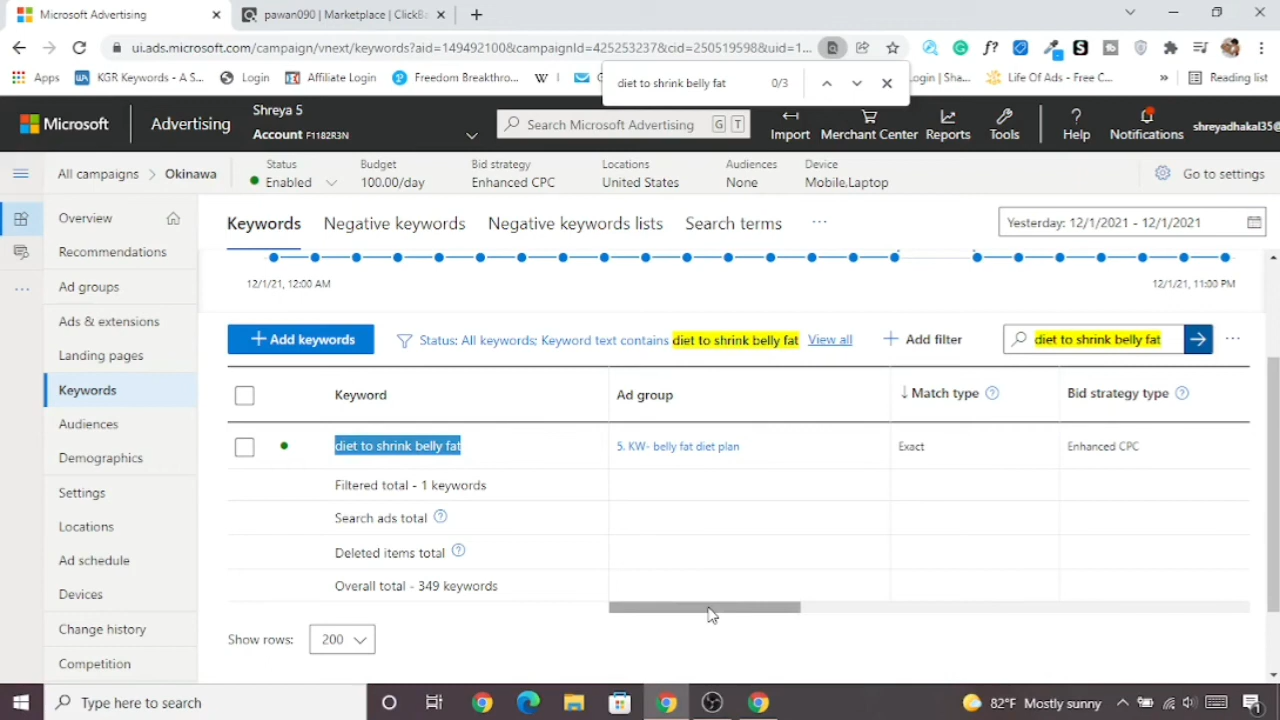 Microsoft Advertising
pawan090 | Marketplace | ClickBa
ui.ads.microsoft.com/campaign/vnext/keywords?aid=149492100&campaignId=425253237&cid=250519598&uid=1...
Apps
KGR Keywords - A S...
Login
Affiliate Login
Freedom Breakthro...
W
ogin | Sha...
Life Of Ads - Free C...
»
Reading list
diet to shrink belly fat
0/3
Microsoft
Advertising
Shreya 5
Account F1182R3N
Search Microsoft Advertising
G T
Import
Merchant Center
Reports
Tools
Help
Notifications
shreyadhakal35@
All campaigns > Okinawa
Status
Enabled
Budget
100.00/day
Bid strategy
Enhanced CPC
Locations
United States
Audiences
None
Device
Mobile,Laptop
Go to settings
Overview
Recommendations
Ad groups
Ads & extensions
Landing pages
Keywords
Audiences
Demographics
Settings
Locations
Ad schedule
Devices
Change history
Competition
Keywords
Negative keywords
Negative keywords lists
Search terms
...
Yesterday: 12/1/2021 - 12/1/2021
12/1/21, 12:00 AM
12/1/21, 11:00 PM
Add keywords
Status: All keywords; Keyword text contains diet to shrink belly fat
View all
Add filter
diet to shrink belly fat
...
Keyword
Ad group
↓ Match type
Bid strategy type
diet to shrink belly fat
5. KW- belly fat diet plan
Exact
Enhanced CPC
Filtered total - 1 keywords
Search ads total
Deleted items total
Overall total - 349 keywords
Show rows:
200
Type here to search
82°F Mostly sunny
1